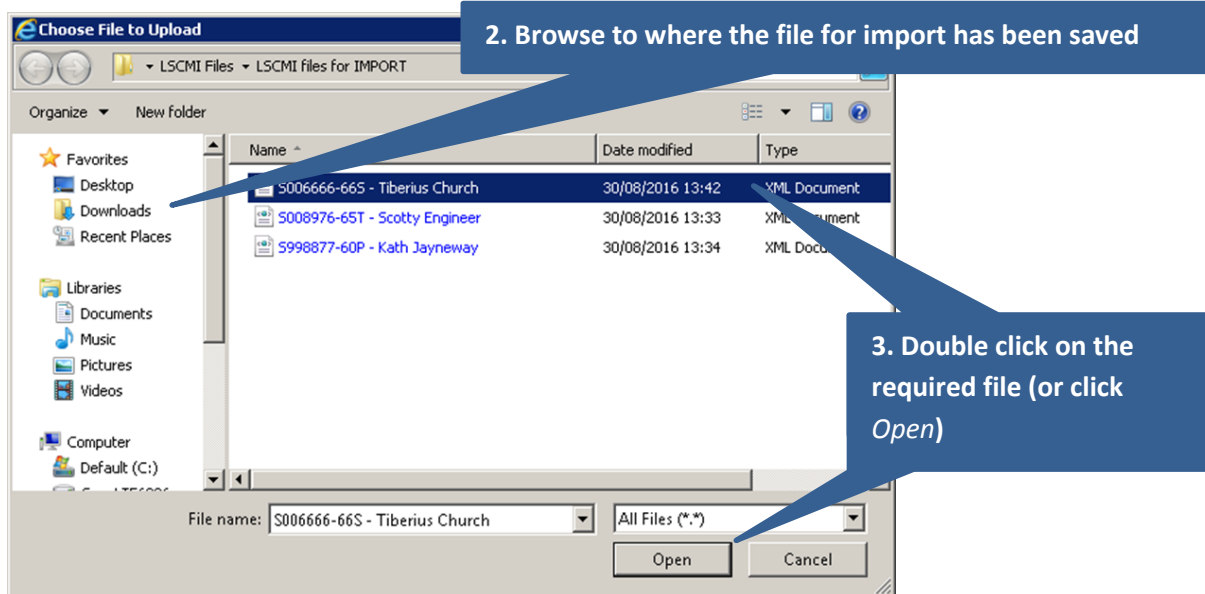 Choose File to Upload
2. Browse to where the file for import has been saved
LSCMI Files LSCMI files for IMPORT
Organize New folder
Favorites
Desktop
Downloads
Recent Places
Libraries
Documents
Music
Pictures
Videos
Computer
Default (C:)
Name Date modified Type
S006666-66S - Tiberius Church 30/08/2016 13:42 XML Document
S008976-65T - Scotty Engineer 30/08/2016 13:33 XML Document
S998877-60P - Kath Jayneway 30/08/2016 13:34 XML Docu
3. Double click on the
required file (or click
Open)
File name: S006666-66S - Tiberius Church All Files (*.*)
Open Cancel